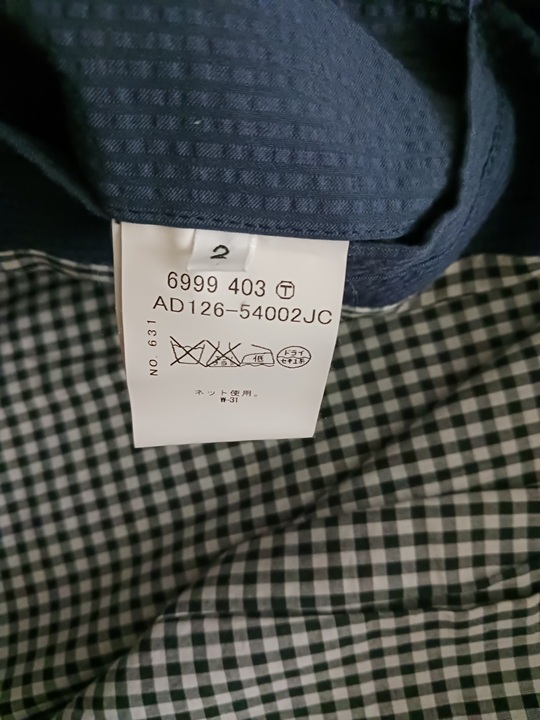 2
6999 403 Ⓣ
AD126-54002JC
NO. 631
低
ドライ
セキユ系
ネット使用。
W-31